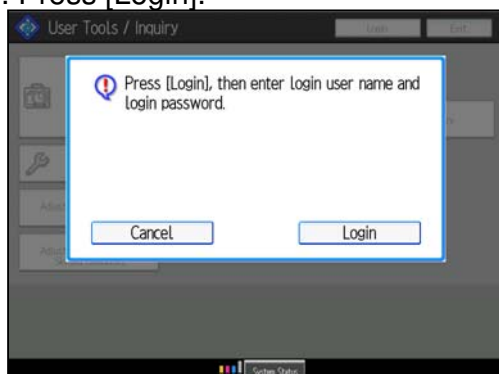 . Press [Login].
User Tools / Inquiry
Login
Exit
Press [Login], then enter login user name and
login password.
Cancel
Login
System Status